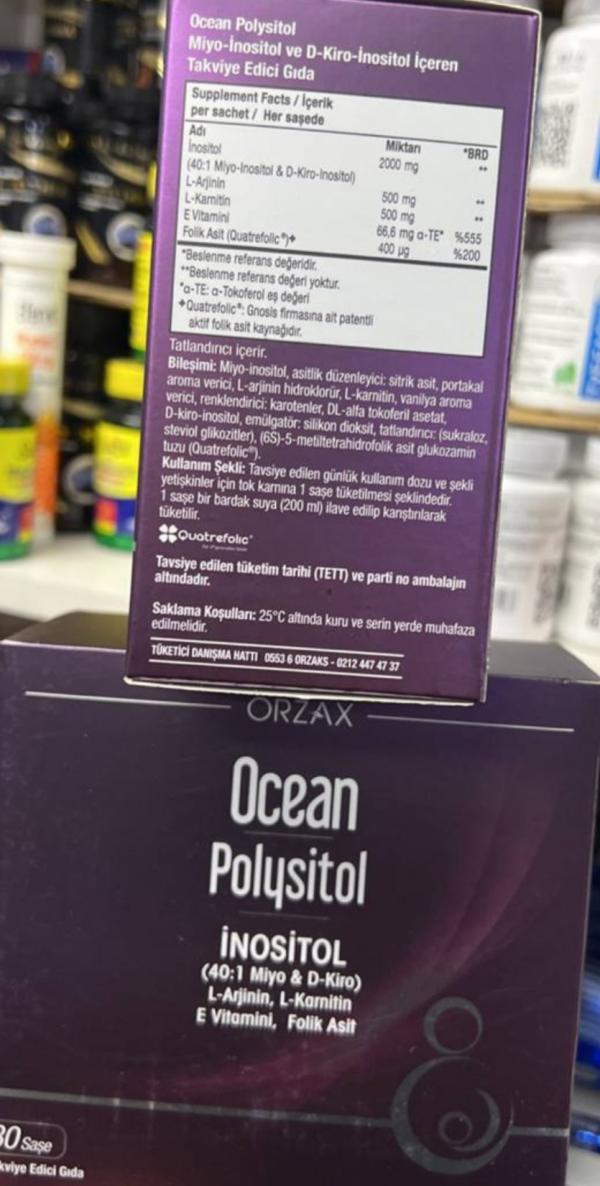 Ocean Polysitol
Miyo-İnositol ve D-Kiro-İnositol İçeren
Takviye Edici Gıda
Supplement Facts / İçerik
per sachet / Her saşede
Adı Miktarı *BRD
İnositol 2000 mg **
(40:1 Miyo-Inositol & D-Kiro-Inositol)
L-Arjinin 500 mg **
L-Karnitin 500 mg **
E Vitamini 66,6 mg α-TE* %555
Folik Asit (Quatrefolic®)+ 400 µg %200
*Beslenme referans değeridir.
**Beslenme referans değeri yoktur.
*α-TE: α-Tokoferol eş değeri
+Quatrefolic®: Gnosis firmasına ait patentli
aktif folik asit kaynağıdır.
Tatlandırıcı içerir.
Bileşimi: Miyo-inositol, asitlik düzenleyici: sitrik asit, portakal
aroma verici, L-arjinin hidroklorür, L-karnitin, vanilya aroma
verici, renklendirici: karotenler, DL-alfa tokoferil asetat,
D-kiro-inositol, emülgatör: silikon dioksit, tatlandırıcı: (sukraloz,
steviol glikozitler), (6S)-5-metiltetrahidrofolik asit glukozamin
tuzu (Quatrefolic®).
Kullanım Şekli: Tavsiye edilen günlük kullanım dozu ve şekli
yetişkinler için tok karnına 1 saşe tüketilmesi şeklindedir.
1 saşe bir bardak suya (200 ml) ilave edilip karıştırılarak
tüketilir.
Quatrefolic®
Tavsiye edilen tüketim tarihi (TETT) ve parti no ambalajın
altındadır.
Saklama Koşulları: 25°C altında kuru ve serin yerde muhafaza
edilmelidir.
TÜKETİCİ DANIŞMA HATTI 0553 6 ORZAKS - 0212 447 47 37
ORZAX
Ocean
Polysitol
İNOSİTOL
(40:1 Miyo & D-Kiro)
L-Arjinin, L-Karnitin
E Vitamini, Folik Asit
30 Saşe
kviye Edici Gıda